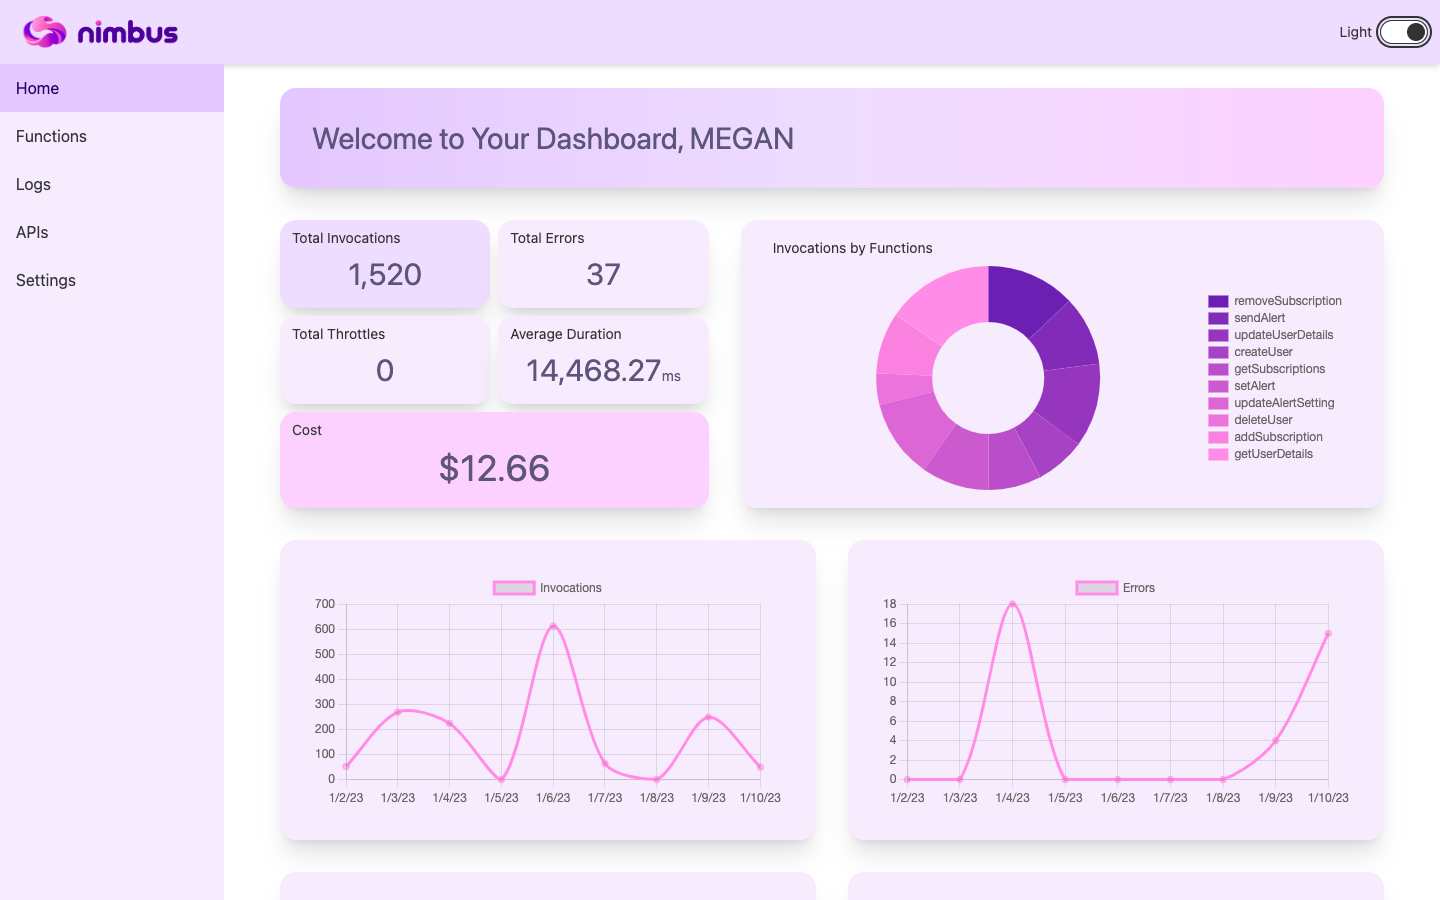 nimbus
Light
Home
Functions
Logs
APIs
Settings
Welcome to Your Dashboard, MEGAN
Total Invocations
1,520
Total Errors
37
Total Throttles
0
Average Duration
14,468.27ms
Cost
$12.66
Invocations by Functions
removeSubscription
sendAlert
updateUserDetails
createUser
getSubscriptions
setAlert
updateAlertSetting
deleteUser
addSubscription
getUserDetails
Invocations
700
600
500
400
300
200
100
0
1/2/23 1/3/23 1/4/23 1/5/23 1/6/23 1/7/23 1/8/23 1/9/23 1/10/23
Errors
18
16
14
12
10
8
6
4
2
0
1/2/23 1/3/23 1/4/23 1/5/23 1/6/23 1/7/23 1/8/23 1/9/23 1/10/23